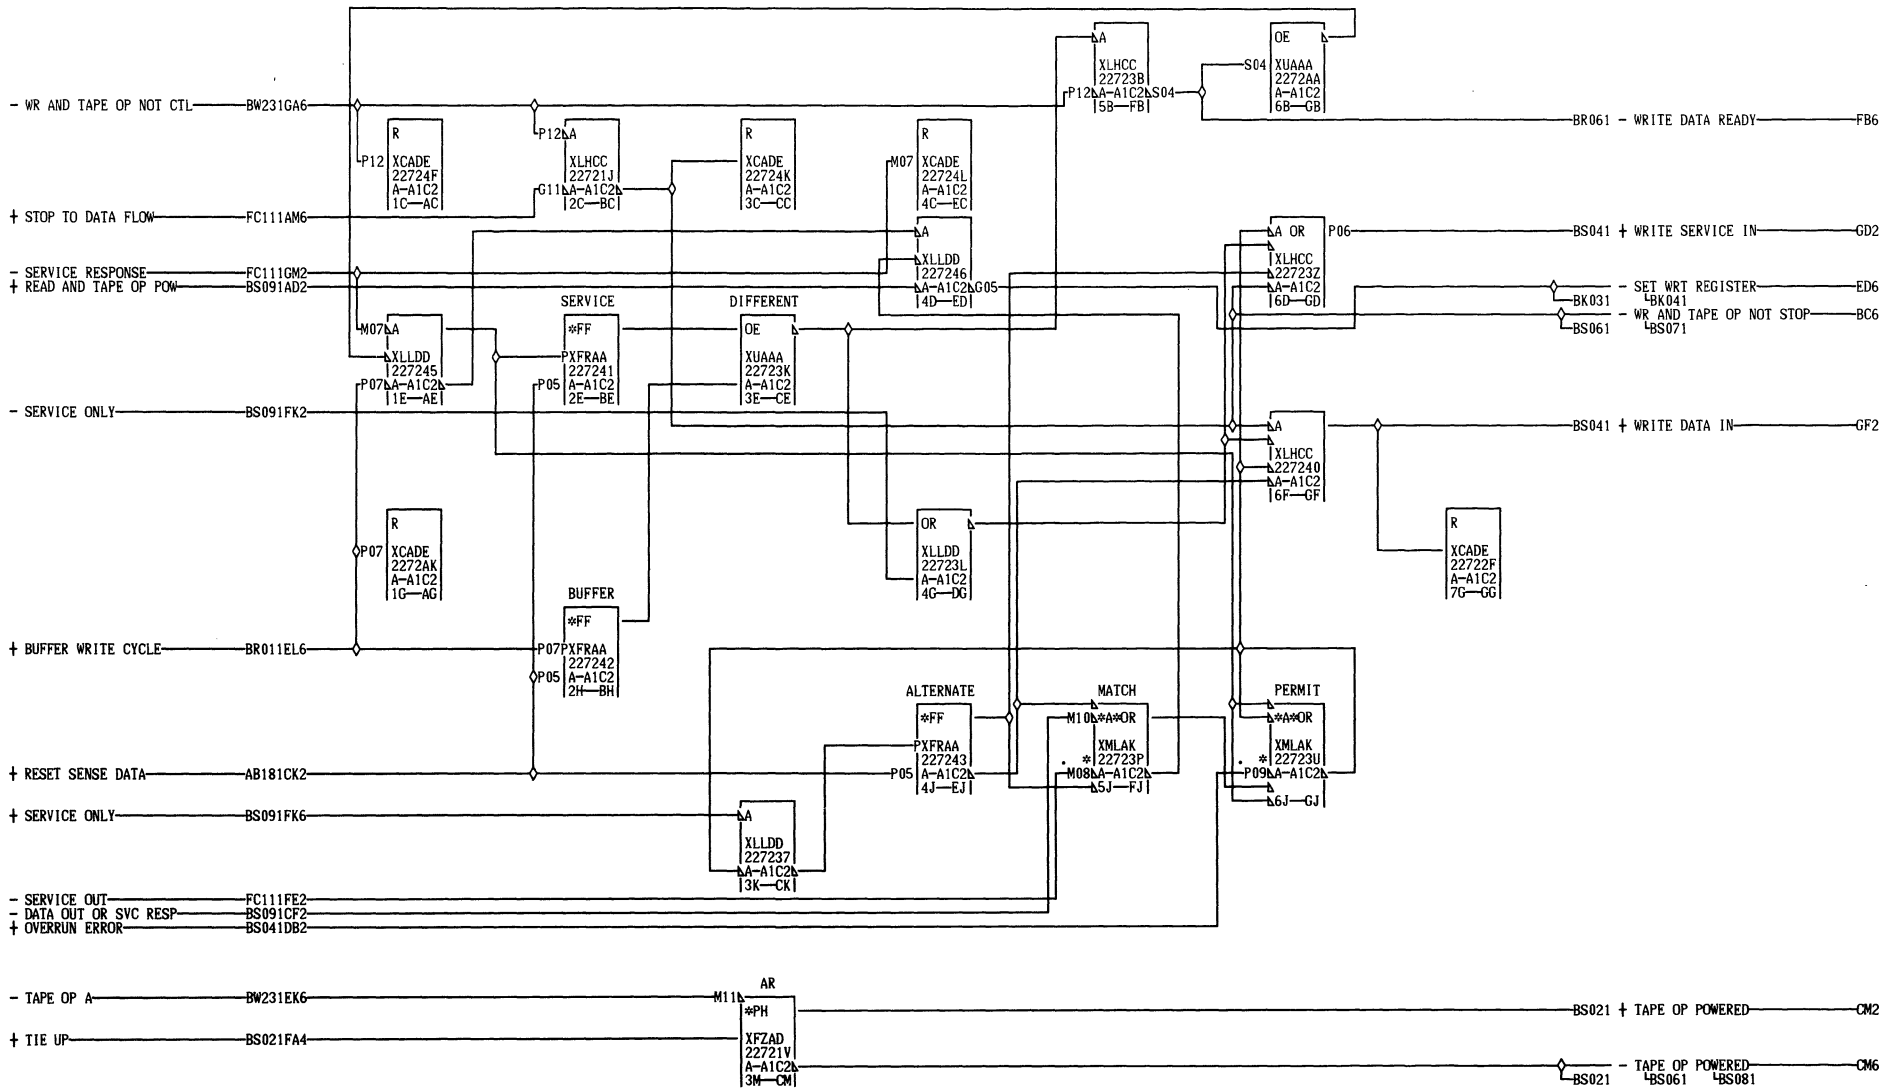 A
OE
XLHCC
S04
XUAAA
22723B
2272AA
P12 A-A1C2 S04
A-A1C2
5B—FB
6B—GB
- WR AND TAPE OP NOT CTL BW231GA6
BR061 - WRITE DATA READY FB6
R
P12 A
R
R
P12 XCADE
XLHCC
XCADE
M07 XCADE
22724F
22721J
22724K
22724L
A-A1C2
G11 A-A1C2
A-A1C2
A-A1C2
1C—AC
2C—BC
3C—CC
4C—EC
+ STOP TO DATA FLOW FC111AM6
A
A OR P06
BS041 + WRITE SERVICE IN GD2
XLLDD
XLHCC
- SERVICE RESPONSE FC111GM2
227246
22723Z
+ READ AND TAPE OP POW BS091AD2
A-A1C2 G05
A-A1C2
- SET WRT REGISTER ED6
4D—ED
6D—GD
BK031 BK041
SERVICE
DIFFERENT
- WR AND TAPE OP NOT STOP BC6
BS061 BS071
M07 A
*FF
OE
XLLDD
PXFRAA
XUAAA
227245
227241
22723K
P07 A-A1C2
P05 A-A1C2
A-A1C2
1E—AE
2E—BE
3E—CE
- SERVICE ONLY BS091FK2
A
BS041 + WRITE DATA IN GF2
XLHCC
227240
A-A1C2
6F—GF
R
OR
R
P07 XCADE
XLLDD
XCADE
2272AK
22723L
22722F
A-A1C2
A-A1C2
A-A1C2
1G—AG
4G—DG
7G—GG
BUFFER
*FF
+ BUFFER WRITE CYCLE BR011EL6
P07PXFRAA
227242
P05 A-A1C2
2H—BH
ALTERNATE
MATCH
PERMIT
*FF
M10 *A*OR
*A*OR
PXFRAA
XMLAK
XMLAK
227243
* 22723P
* 22723U
+ RESET SENSE DATA AB181CK2
P05 A-A1C2
M08 A-A1C2
P09 A-A1C2
4J—EJ
5J—FJ
6J—GJ
+ SERVICE ONLY BS091FK6
A
XLLDD
227237
A-A1C2
3K—CK
- SERVICE OUT FC111FE2
- DATA OUT OR SVC RESP BS091CF2
+ OVERRUN ERROR BS041DB2
AR
- TAPE OP A BW231EK6
M11
*PH
BS021 + TAPE OP POWERED CM2
+ TIE UP BS021FA4
XFZAD
22721V
A-A1C2
- TAPE OP POWERED CM6
3M—CM
BS021 BS061 BS081